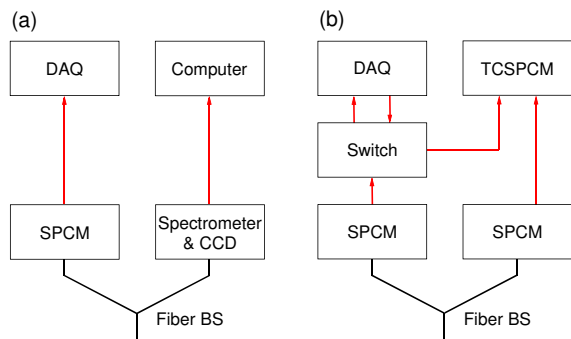 (a)
DAQ
Computer
SPCM
Spectrometer
& CCD
Fiber BS
(b)
DAQ
TCSPCM
Switch
SPCM
SPCM
Fiber BS